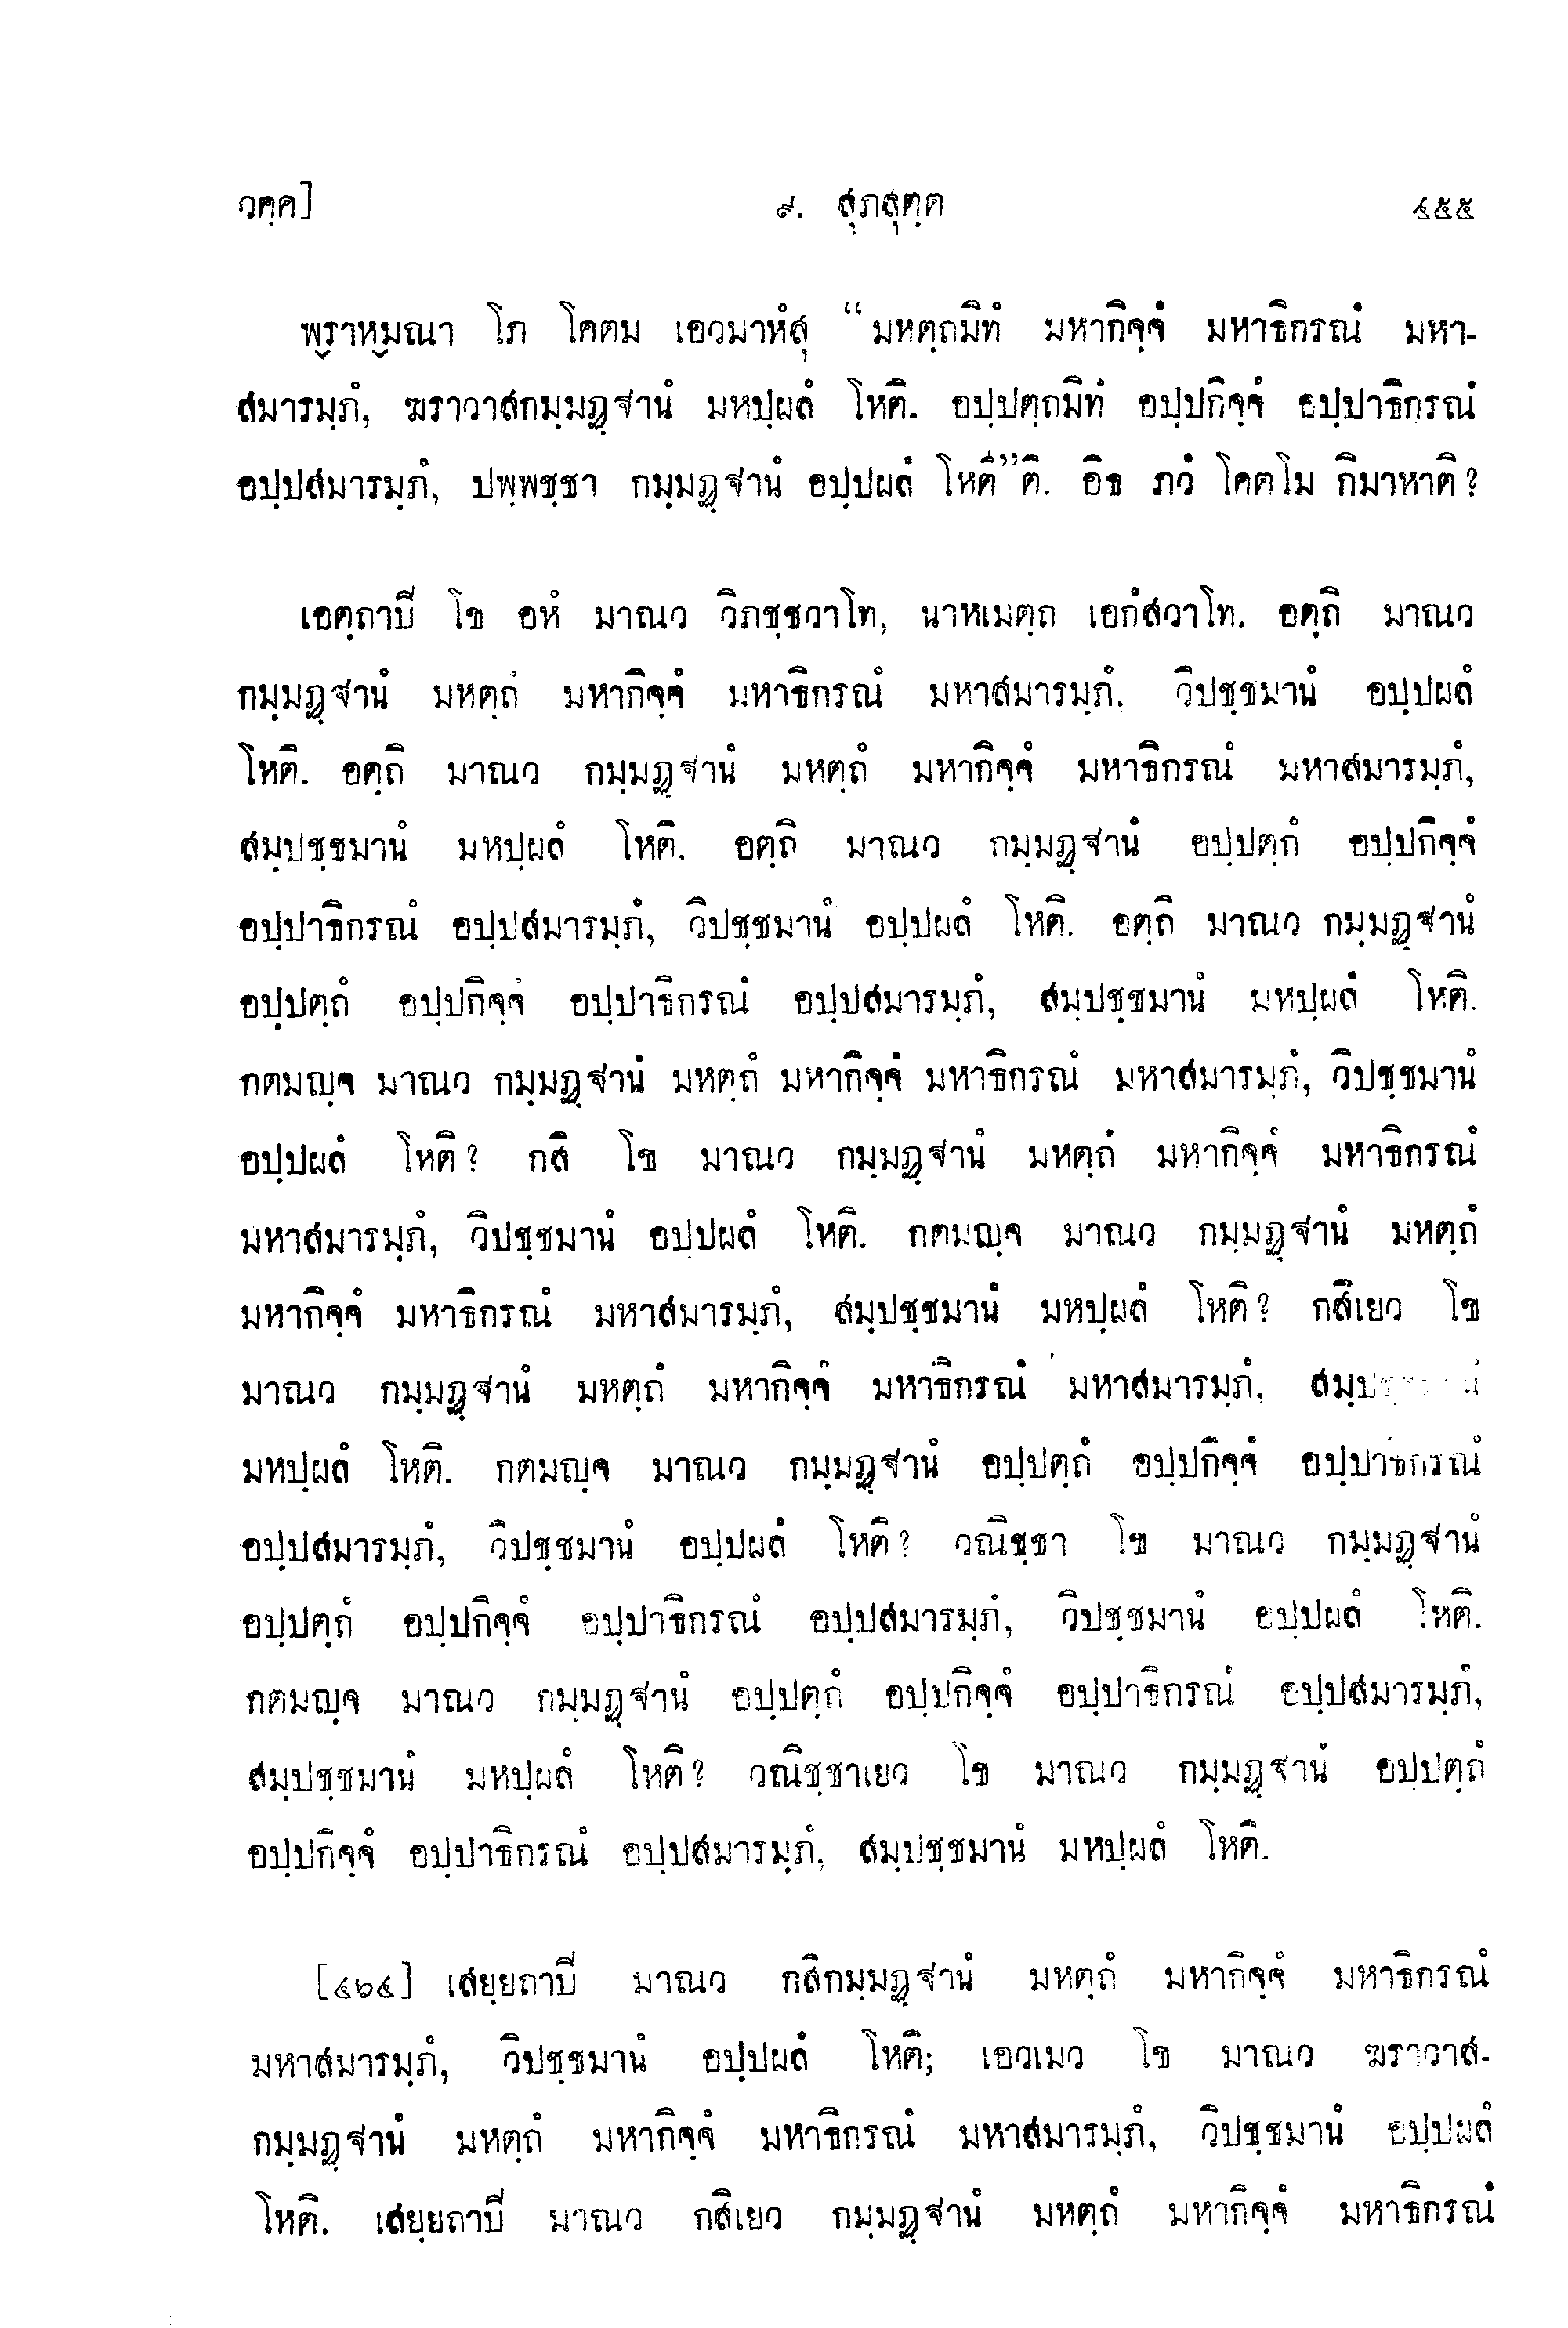 วคฺค] ๙. สุภสุตฺต ๔๕๕
พฺราหฺมณา โภ โคตม เอวมาหํสุ “มหตฺถมิทํ มหากิจฺจํ มหาธิกรณํ มหา-
สมารมฺภํ, ฆราวาสกมฺมฏฺฐานํ มหปฺผลํ โหติ. อปฺปตฺถมิทํ อปฺปกิจฺจํ อปฺปาธิกรณํ
อปฺปสมารมฺภํ, ปพฺพชฺชา กมฺมฏฺฐานํ อปฺปผลํ โหตี”ติ. อิธ ภวํ โคตโม กิมาหาติ?
เอตฺถาปิ โข อหํ มาณว วิภชฺชวาโท, นาหเมตฺถ เอกํสวาโท. อตฺถิ มาณว
กมฺมฏฺฐานํ มหตฺถํ มหากิจฺจํ มหาธิกรณํ มหาสมารมฺภํ, วิปชฺชมานํ อปฺปผลํ
โหติ. อตฺถิ มาณว กมฺมฏฺฐานํ มหตฺถํ มหากิจฺจํ มหาธิกรณํ มหาสมารมฺภํ,
สมฺปชฺชมานํ มหปฺผลํ โหติ. อตฺถิ มาณว กมฺมฏฺฐานํ อปฺปตฺถํ อปฺปกิจฺจํ
อปฺปาธิกรณํ อปฺปสมารมฺภํ, วิปชฺชมานํ อปฺปผลํ โหติ. อตฺถิ มาณว กมฺมฏฺฐานํ
อปฺปตฺถํ อปฺปกิจฺจํ อปฺปาธิกรณํ อปฺปสมารมฺภํ, สมฺปชฺชมานํ มหปฺผลํ โหติ.
กตมญฺจ มาณว กมฺมฏฺฐานํ มหตฺถํ มหากิจฺจํ มหาธิกรณํ มหาสมารมฺภํ, วิปชฺชมานํ
อปฺปผลํ โหติ? กสิ โข มาณว กมฺมฏฺฐานํ มหตฺถํ มหากิจฺจํ มหาธิกรณํ
มหาสมารมฺภํ, วิปชฺชมานํ อปฺปผลํ โหติ. กตมญฺจ มาณว กมฺมฏฺฐานํ มหตฺถํ
มหากิจฺจํ มหาธิกรณํ มหาสมารมฺภํ, สมฺปชฺชมานํ มหปฺผลํ โหติ? กสิเยว โข
มาณว กมฺมฏฺฐานํ มหตฺถํ มหากิจฺจํ มหาธิกรณํ มหาสมารมฺภํ,
มหปฺผลํ โหติ. กตมญฺจ มาณว กมฺมฏฺฐานํ อปฺปตฺถํ อปฺปกิจฺจํ อปฺปาธิกรณํ
อปฺปสมารมฺภํ, วิปชฺชมานํ อปฺปผลํ โหติ? วณิชฺชา โข มาณว กมฺมฏฺฐานํ
อปฺปตฺถํ อปฺปกิจฺจํ อปฺปาธิกรณํ อปฺปสมารมฺภํ, วิปชฺชมานํ อปฺปผลํ โหติ.
กตมญฺจ มาณว กมฺมฏฺฐานํ อปฺปตฺถํ อปฺปกิจฺจํ อปฺปาธิกรณํ อปฺปสมารมฺภํ,
สมฺปชฺชมานํ มหปฺผลํ โหติ? วณิชฺชาเยว โข มาณว กมฺมฏฺฐานํ อปฺปตฺถํ
อปฺปกิจฺจํ อปฺปาธิกรณํ อปฺปสมารมฺภํ, สมฺปชฺชมานํ มหปฺผลํ โหติ.
[๔๖๔] เสยฺยถาปิ มาณว กสิกมฺมฏฺฐานํ มหตฺถํ มหากิจฺจํ มหาธิกรณํ
มหาสมารมฺภํ, วิปชฺชมานํ อปฺปผลํ โหติ; เอวเมว โข มาณว ฆราวาส-
กมฺมฏฺฐานํ มหตฺถํ มหากิจฺจํ มหาธิกรณํ มหาสมารมฺภํ, วิปชฺชมานํ อปฺปผลํ
โหติ. เสยฺยถาปิ มาณว กสิเยว กมฺมฏฺฐานํ มหตฺถํ มหากิจฺจํ มหาธิกรณํ